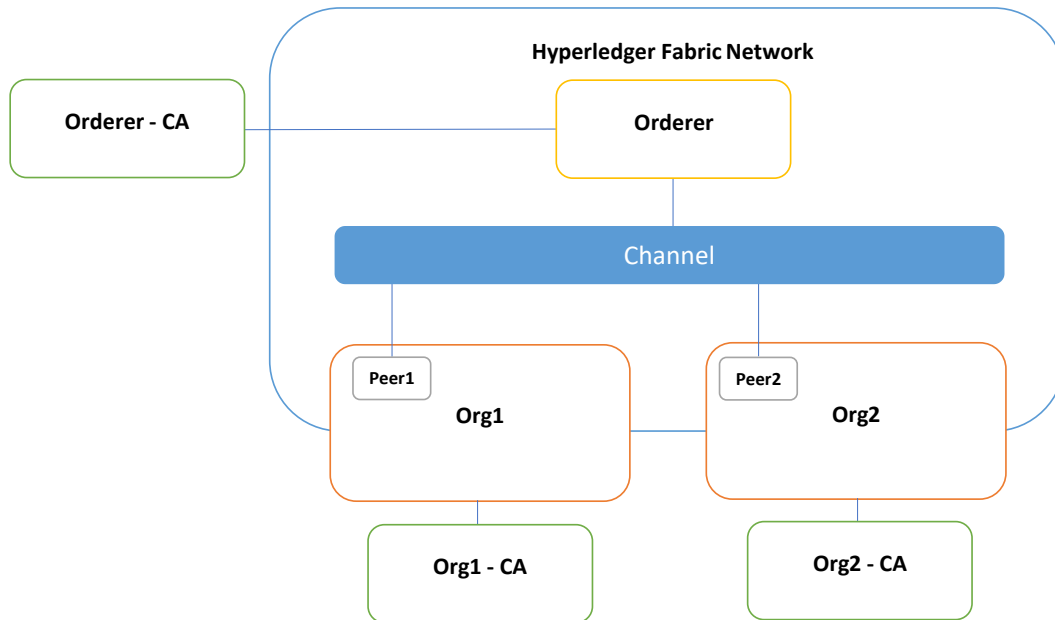 Hyperledger Fabric Network
Orderer - CA
Orderer
Channel
Peer1
Org1
Peer2
Org2
Org1 - CA
Org2 - CA